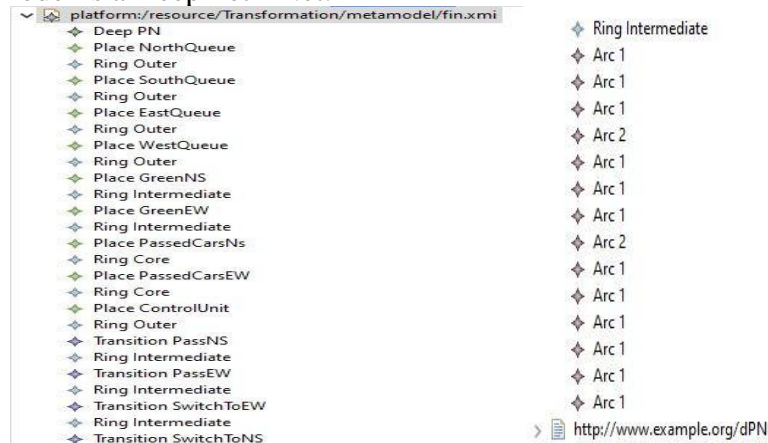 platform:/resource/Transformation/metamodel/fin.xmi
Deep PN
Place NorthQueue
Ring Outer
Place SouthQueue
Ring Outer
Place EastQueue
Ring Outer
Place WestQueue
Ring Outer
Place GreenNS
Ring Intermediate
Place GreenEW
Ring Intermediate
Place PassedCarsNs
Ring Core
Place PassedCarsEW
Ring Core
Place ControlUnit
Ring Outer
Transition PassNS
Ring Intermediate
Transition PassEW
Ring Intermediate
Transition SwitchToEW
Ring Intermediate
Transition SwitchToNS
Ring Intermediate
Arc 1
Arc 1
Arc 1
Arc 2
Arc 1
Arc 1
Arc 1
Arc 2
Arc 1
Arc 1
Arc 1
Arc 1
Arc 1
Arc 1
http://www.example.org/dPN